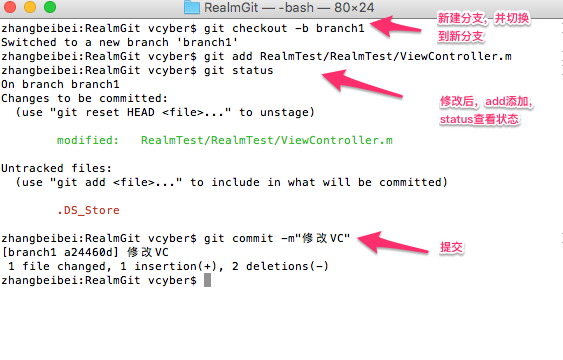 RealmGit — -bash — 80×24
zhangbeibei:RealmGit vcyber$ git checkout -b branch1
新建分支，并切换
到新分支
Switched to a new branch 'branch1'
zhangbeibei:RealmGit vcyber$ git add RealmTest/RealmTest/ViewController.m
zhangbeibei:RealmGit vcyber$ git status
On branch branch1
Changes to be committed:
(use "git reset HEAD <file>..." to unstage)
修改后，add添加，
status查看状态
modified:   RealmTest/RealmTest/ViewController.m
Untracked files:
(use "git add <file>..." to include in what will be committed)
.DS_Store
zhangbeibei:RealmGit vcyber$ git commit -m"修改VC"
提交
[branch1 a24460d] 修改VC
1 file changed, 1 insertion(+), 2 deletions(-)
zhangbeibei:RealmGit vcyber$